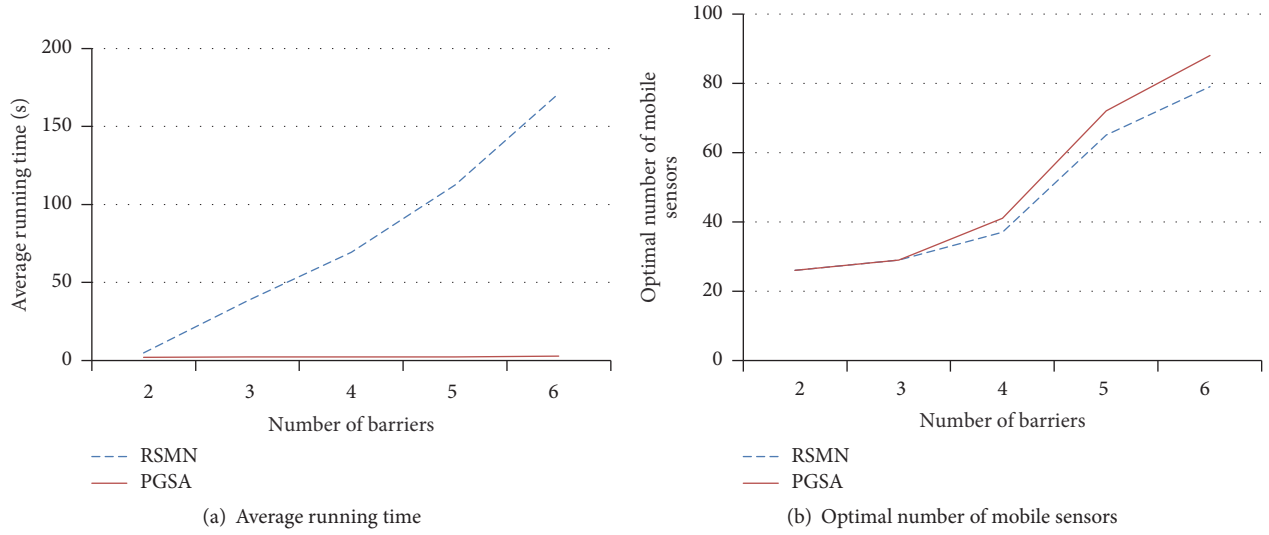 200
150
100
50
0
Average running time (s)
2 3 4 5 6
Number of barriers
RSMN
PGSA
(a) Average running time
100
80
60
40
20
0
Optimal number of mobile
sensors
2 3 4 5 6
Number of barriers
RSMN
PGSA
(b) Optimal number of mobile sensors